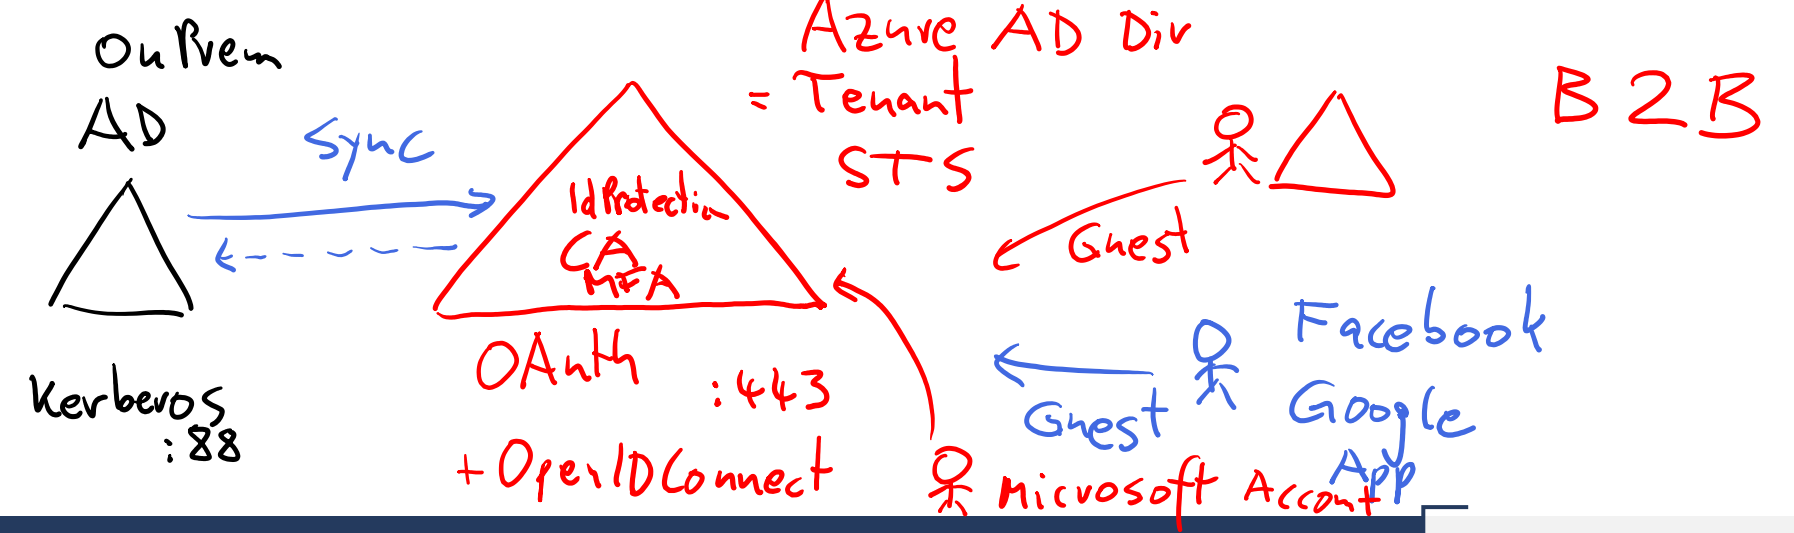 OnPrem
AD
Sync
Kerberos
:88
Azure AD Dir
= Tenant
STS
IdProtection
CA
MFA
OAuth
:443
+ OpenIDConnect
B2B
Guest
Guest
Facebook
Google
App
Microsoft Account